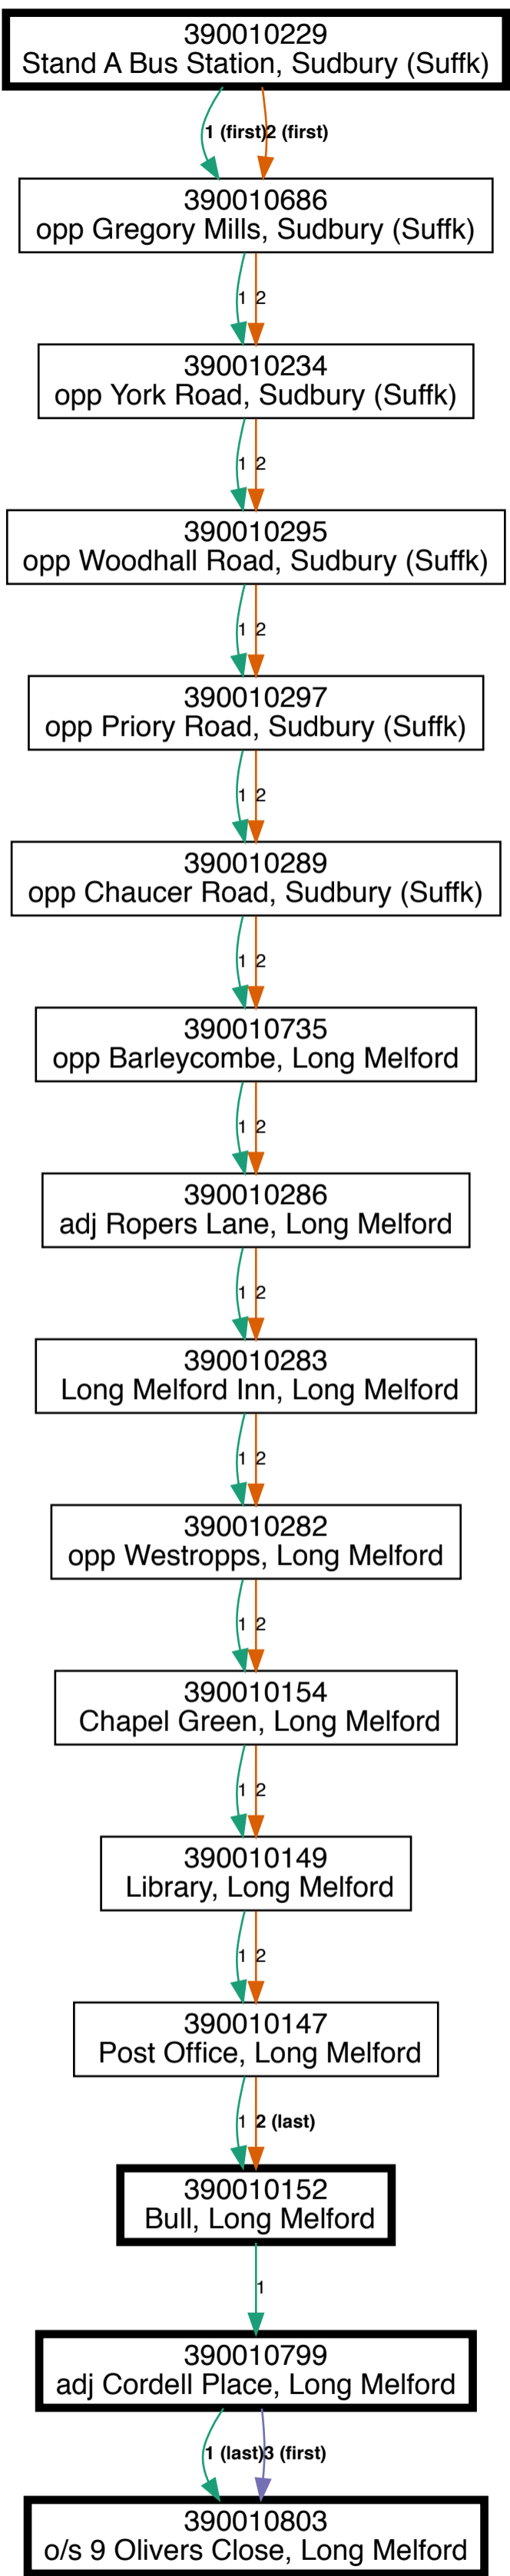 390010229
Stand A Bus Station, Sudbury (Suffk)
1 (first) 2 (first)
390010686
opp Gregory Mills, Sudbury (Suffk)
1 2
390010234
opp York Road, Sudbury (Suffk)
1 2
390010295
opp Woodhall Road, Sudbury (Suffk)
1 2
390010297
opp Priory Road, Sudbury (Suffk)
1 2
390010289
opp Chaucer Road, Sudbury (Suffk)
1 2
390010735
opp Barleycombe, Long Melford
1 2
390010286
adj Ropers Lane, Long Melford
1 2
390010283
Long Melford Inn, Long Melford
1 2
390010282
opp Westropps, Long Melford
1 2
390010154
Chapel Green, Long Melford
1 2
390010149
Library, Long Melford
1 2
390010147
Post Office, Long Melford
1 2 (last)
390010152
Bull, Long Melford
1
390010799
adj Cordell Place, Long Melford
1 (last) 3 (first)
390010803
o/s 9 Olivers Close, Long Melford